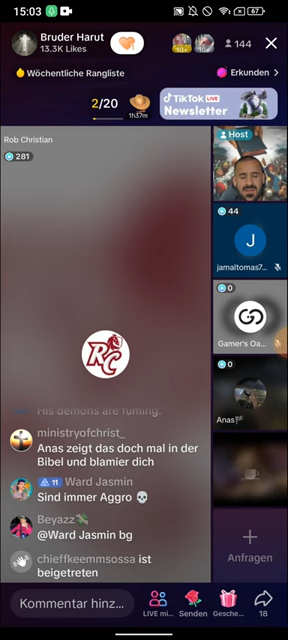 15:03
67
Bruder Harut
13.3K Likes
10+
10+
144
Wöchentliche Rangliste
Erkunden >
2/20
1h37m
TikTok LIVE
Newsletter
Rob Christian
281
Host
44
J
jamaltomas7...
0
Gamer's Oa...
0
Anas
RC
His demons are fuming.
ministryofchrist_
Anas zeigt das doch mal in der
Bibel und blamier dich
11 Ward Jasmin
Sind immer Aggro 💀
Beyazz
@Ward Jasmin bg
chieffkeemmsossa ist
beigetreten
Anfragen
Kommentar hinz...
LIVE mi...
Senden
Gesche...
18